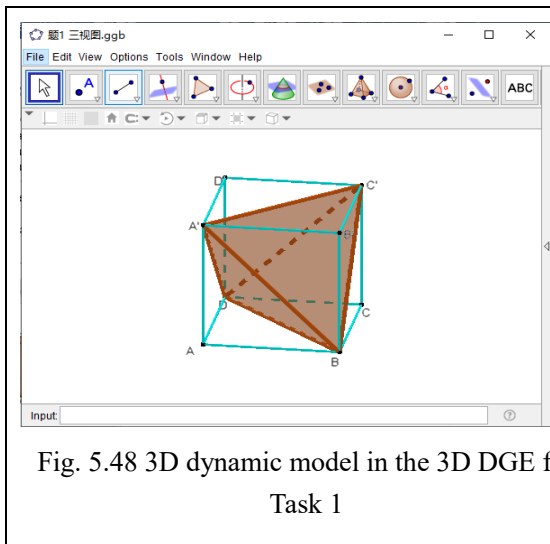 题1 三视图.ggb
File Edit View Options Tools Window Help
ABC
D'
C'
A'
B'
D
C
A
B
Input:
Fig. 5.48 3D dynamic model in the 3D DGE f
Task 1